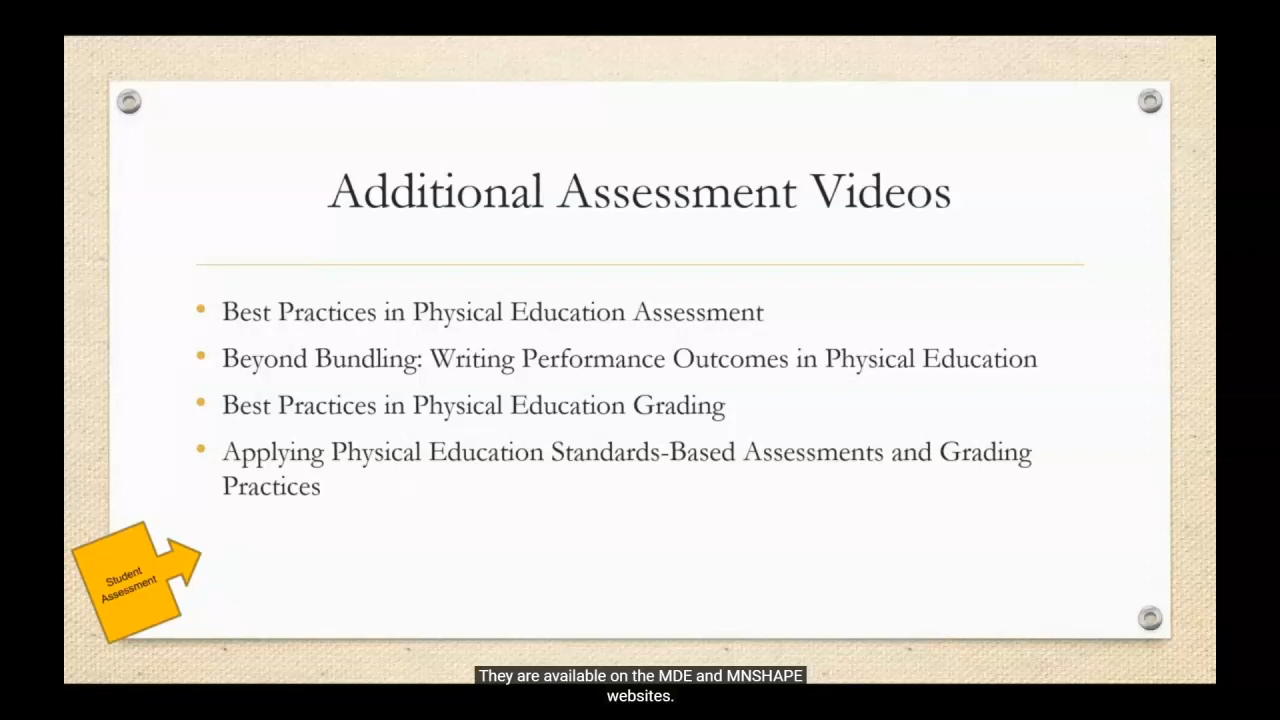 Additional Assessment Videos
• Best Practices in Physical Education Assessment
• Beyond Bundling: Writing Performance Outcomes in Physical Education
• Best Practices in Physical Education Grading
• Applying Physical Education Standards-Based Assessments and Grading
Practices
Student
Assessment
They are available on the MDE and MNSHAPE
websites.